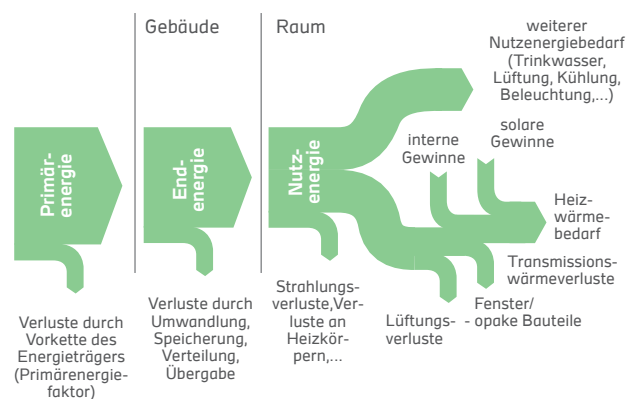 Gebäude
Raum
weiterer
Nutzenergiebedarf
(Trinkwasser,
Lüftung, Kühlung,
Beleuchtung,...)
Primär-
energie
End-
energie
Nutz-
energie
interne
Gewinne
solare
Gewinne
Heiz-
wärme-
bedarf
Transmissions-
wärmeverluste
Fenster/
- opake Bauteile
Lüftungs-
verluste
Strahlungs-
verluste,Ver-
luste an
Heizkör-
pern,...
Verluste durch
Umwandlung,
Speicherung,
Verteilung,
Übergabe
Verluste durch
Vorkette des
Energieträgers
(Primärenergie-
faktor)